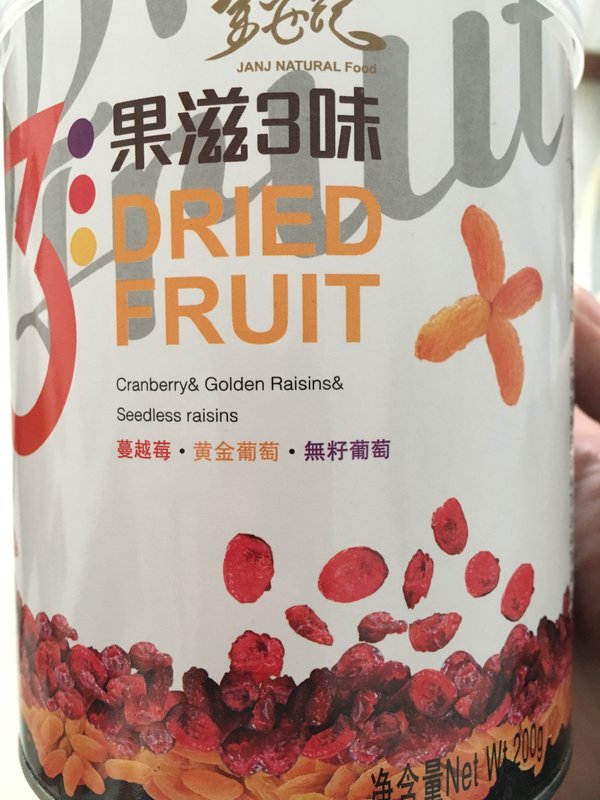 JANJ NATURAL Food
果滋3味
DRIED
FRUIT
Cranberry& Golden Raisins&
Seedless raisins
蔓越莓・黄金葡萄・無籽葡萄
净含量Net Wt 200g
3